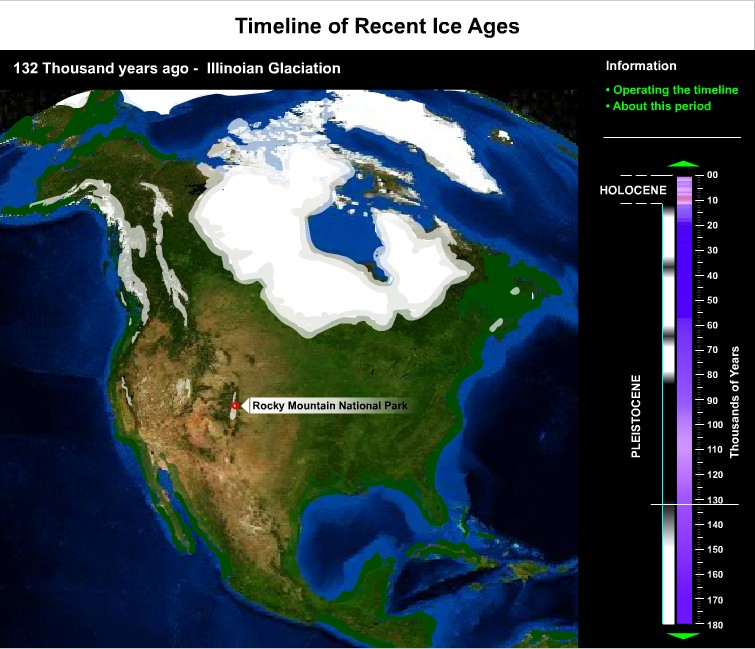 Timeline of Recent Ice Ages
132 Thousand years ago - Illinoian Glaciation
Information
• Operating the timeline
• About this period
HOLOCENE
00
10
20
30
40
50
60
70
80
90
100
110
120
130
140
150
160
170
180
PLEISTOCENE
Thousands of Years
Rocky Mountain National Park